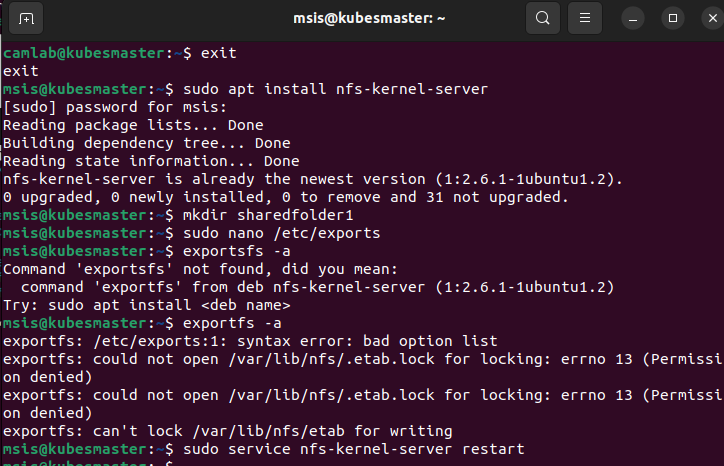 msis@kubesmaster: ~
camlab@kubesmaster:~$ exit
exit
msis@kubesmaster:~$ sudo apt install nfs-kernel-server
[sudo] password for msis:
Reading package lists... Done
Building dependency tree... Done
Reading state information... Done
nfs-kernel-server is already the newest version (1:2.6.1-1ubuntu1.2).
0 upgraded, 0 newly installed, 0 to remove and 31 not upgraded.
msis@kubesmaster:~$ mkdir sharedfolder1
msis@kubesmaster:~$ sudo nano /etc/exports
msis@kubesmaster:~$ exportsfs -a
Command 'exportsfs' not found, did you mean:
  command 'exportfs' from deb nfs-kernel-server (1:2.6.1-1ubuntu1.2)
Try: sudo apt install <deb name>
msis@kubesmaster:~$ exportfs -a
exportfs: /etc/exports:1: syntax error: bad option list
exportfs: could not open /var/lib/nfs/.etab.lock for locking: errno 13 (Permissi
on denied)
exportfs: could not open /var/lib/nfs/.etab.lock for locking: errno 13 (Permissi
on denied)
exportfs: can't lock /var/lib/nfs/etab for writing
msis@kubesmaster:~$ sudo service nfs-kernel-server restart